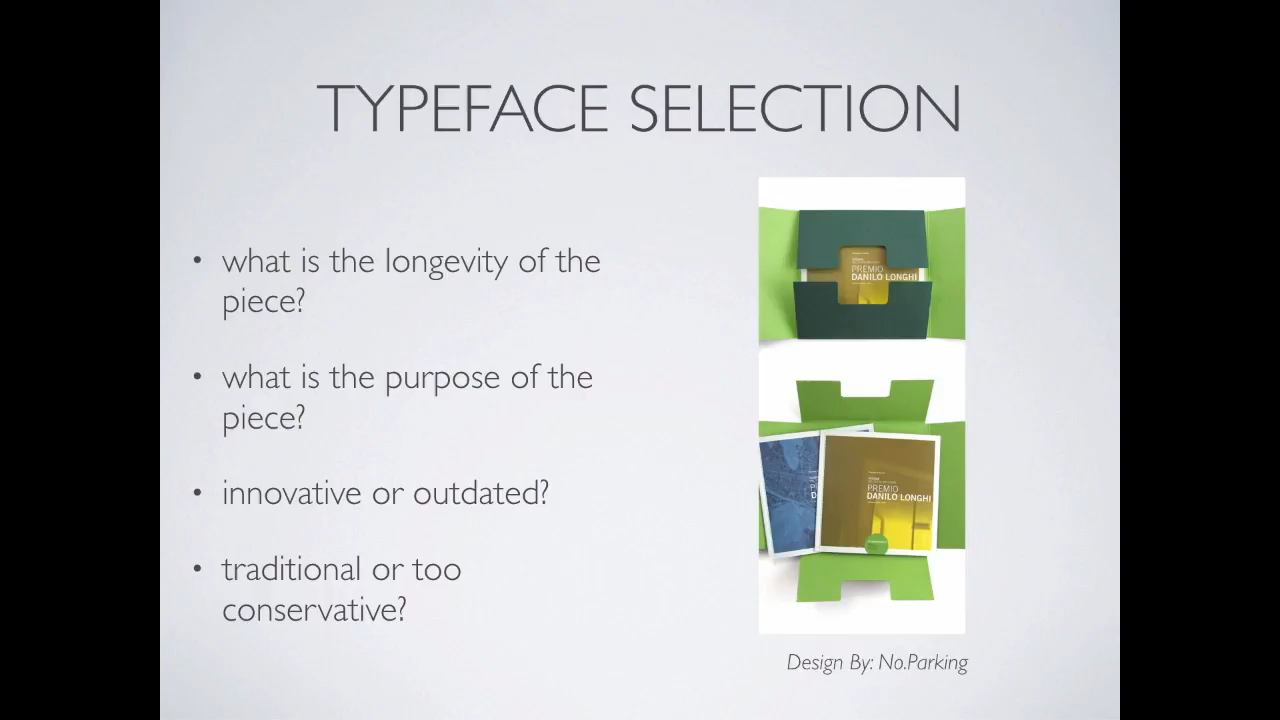 TYPEFACE SELECTION
• what is the longevity of the
piece?
• what is the purpose of the
piece?
• innovative or outdated?
• traditional or too
conservative?
PREMIO
DANILO LONGHI
PREMIO
DANILO LONGHI
Design By: No.Parking